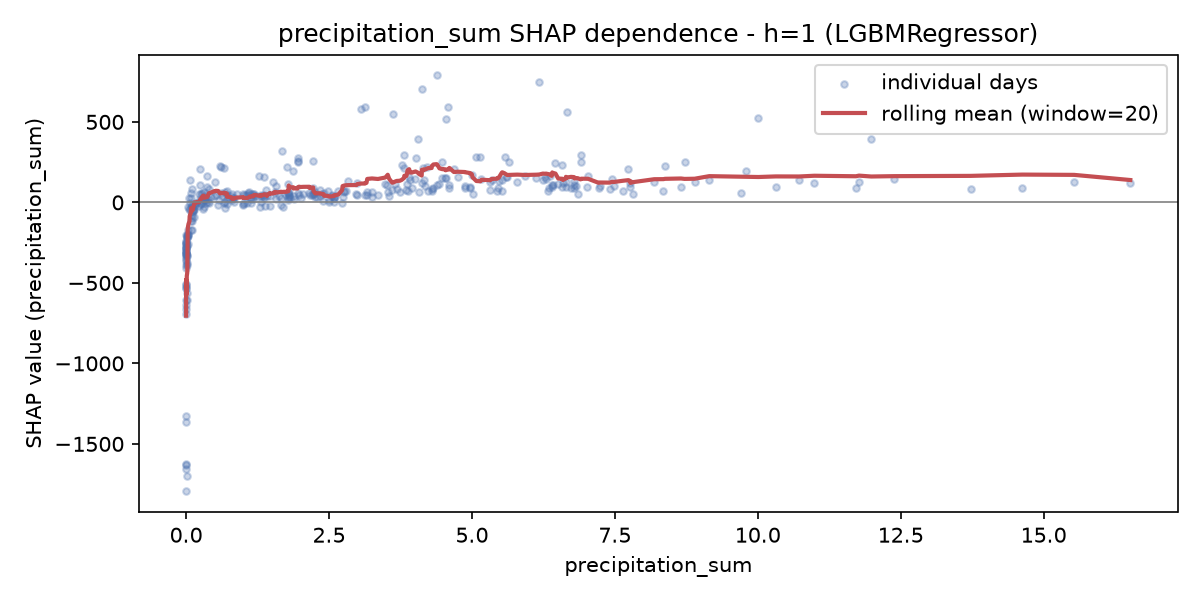 precipitation_sum SHAP dependence - h=1 (LGBMRegressor)
individual days
rolling mean (window=20)
SHAP value (precipitation_sum)
500
0
−500
−1000
−1500
0.0 2.5 5.0 7.5 10.0 12.5 15.0
precipitation_sum